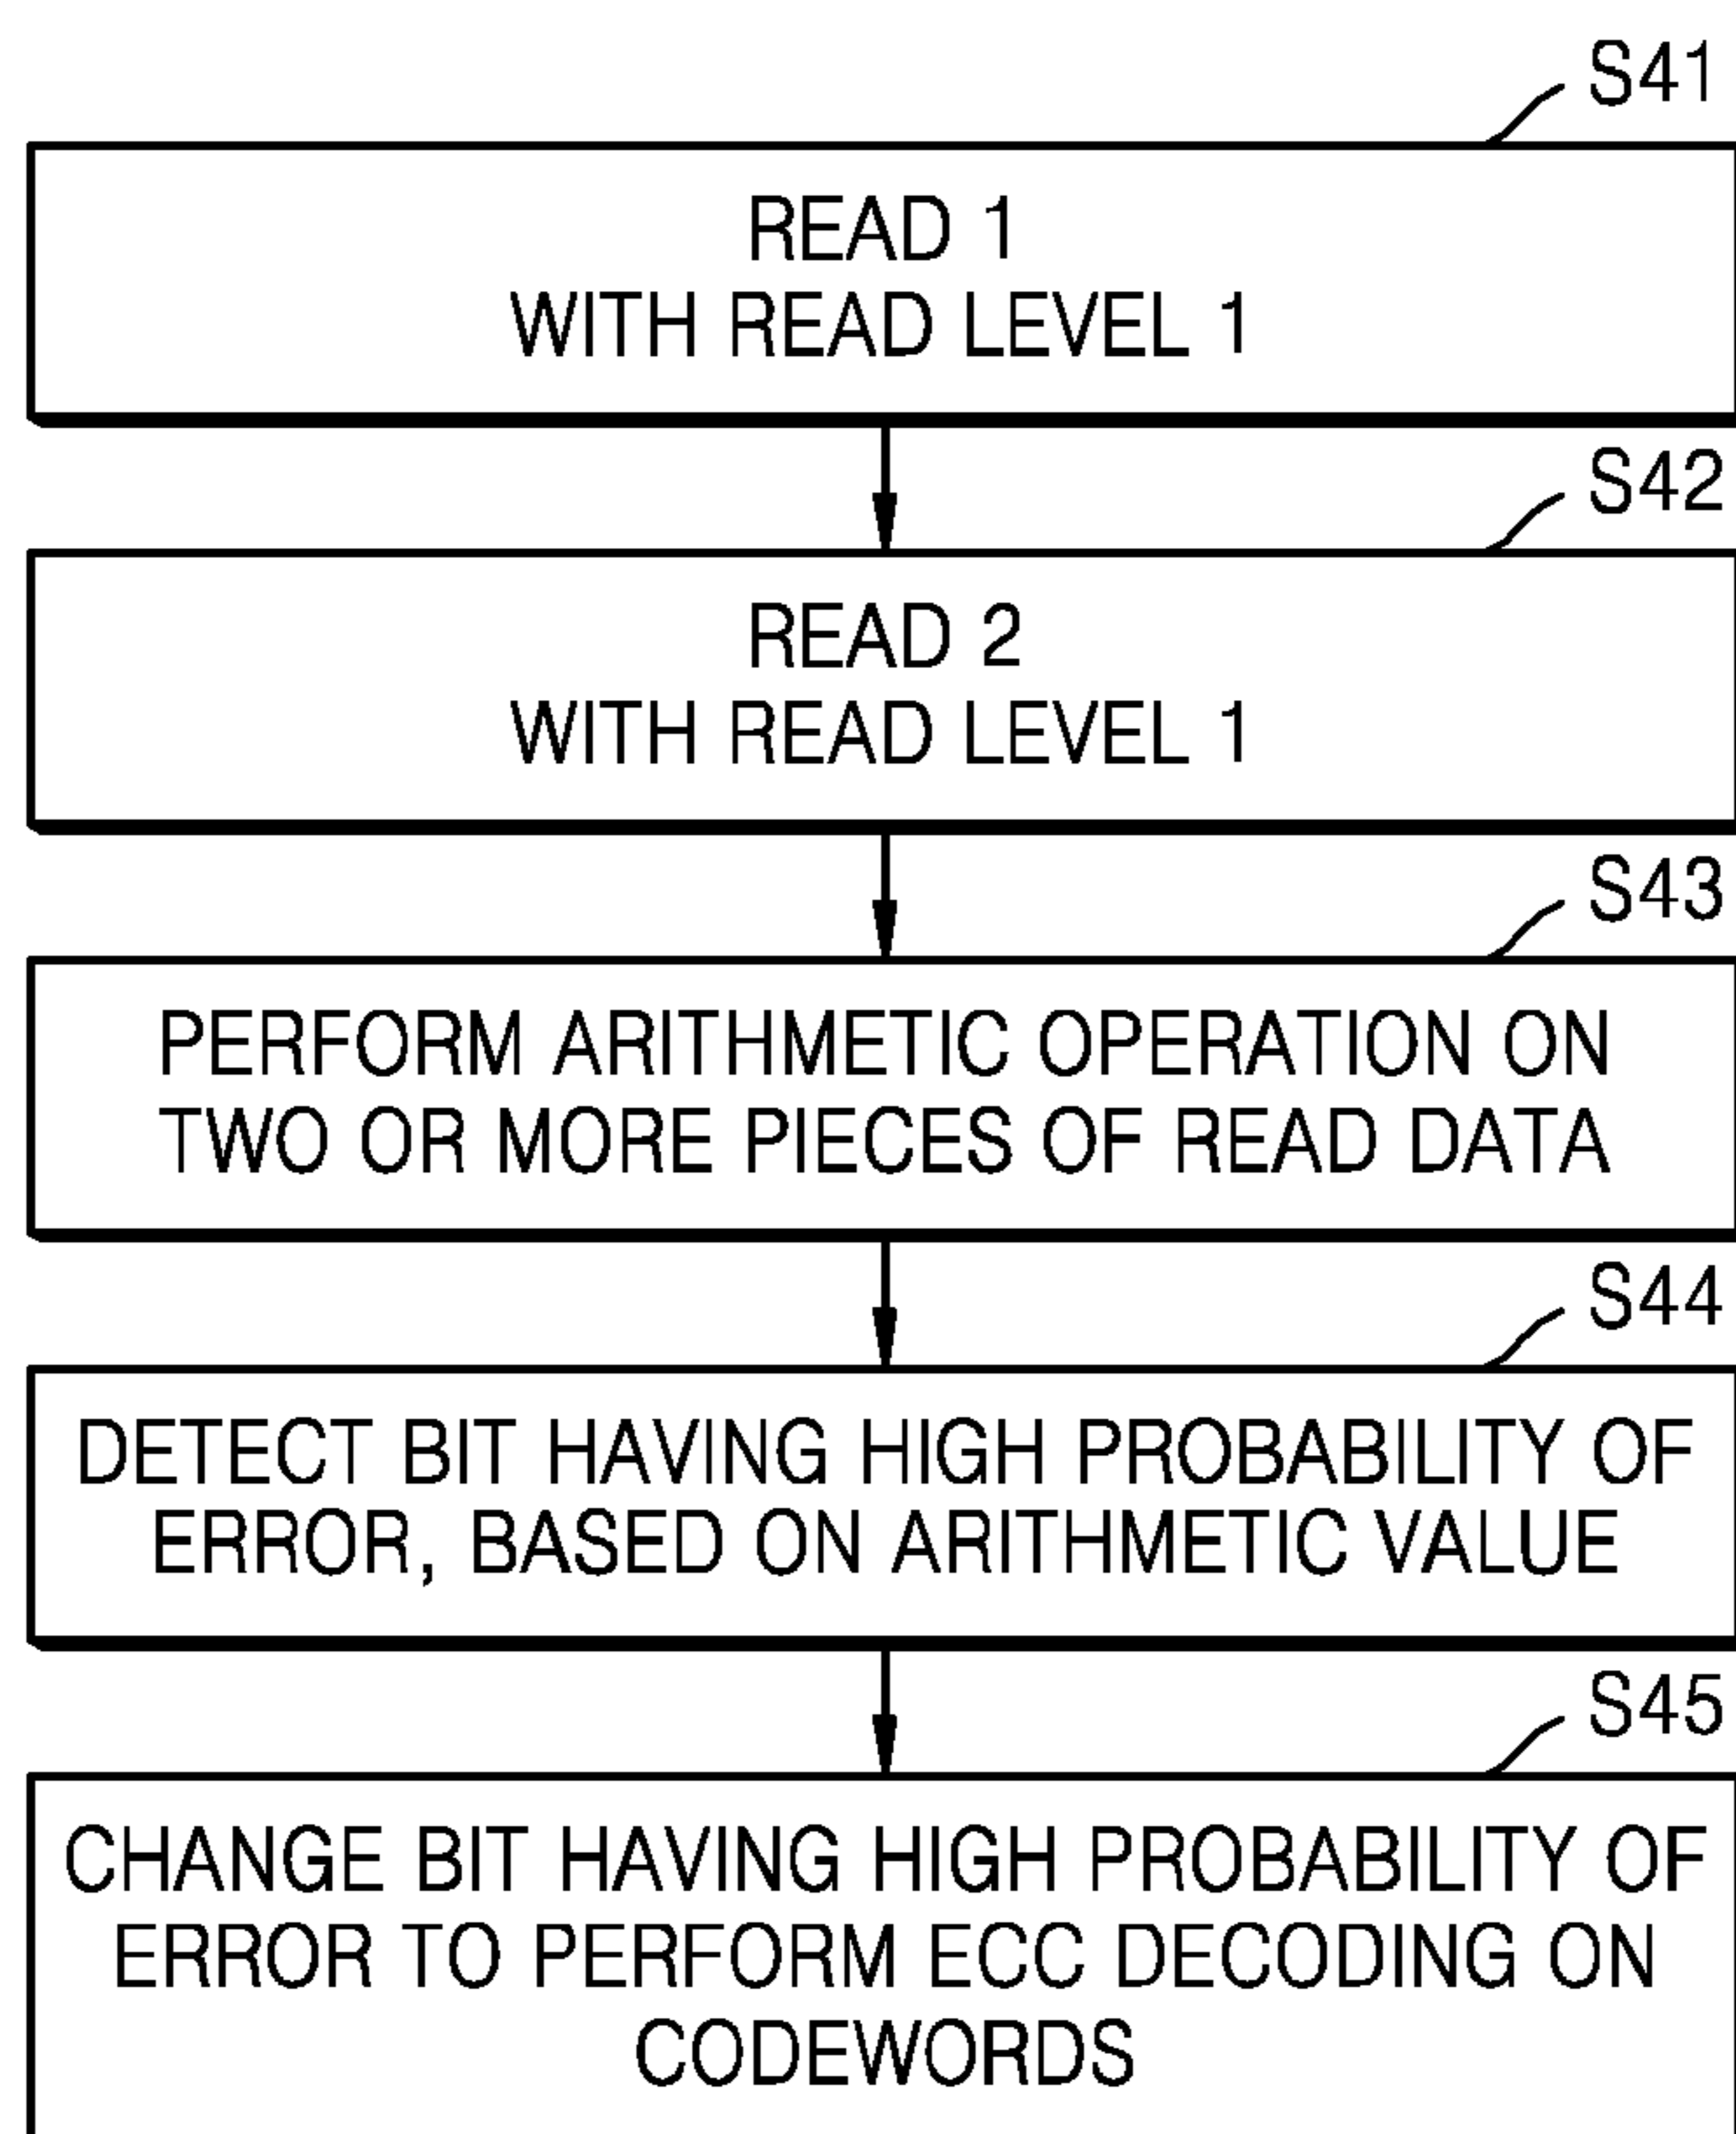 S41
READ 1
WITH READ LEVEL 1
S42
READ 2
WITH READ LEVEL 1
S43
PERFORM ARITHMETIC OPERATION ON
TWO OR MORE PIECES OF READ DATA
S44
DETECT BIT HAVING HIGH PROBABILITY OF
ERROR, BASED ON ARITHMETIC VALUE
S45
CHANGE BIT HAVING HIGH PROBABILITY OF
ERROR TO PERFORM ECC DECODING ON
CODEWORDS